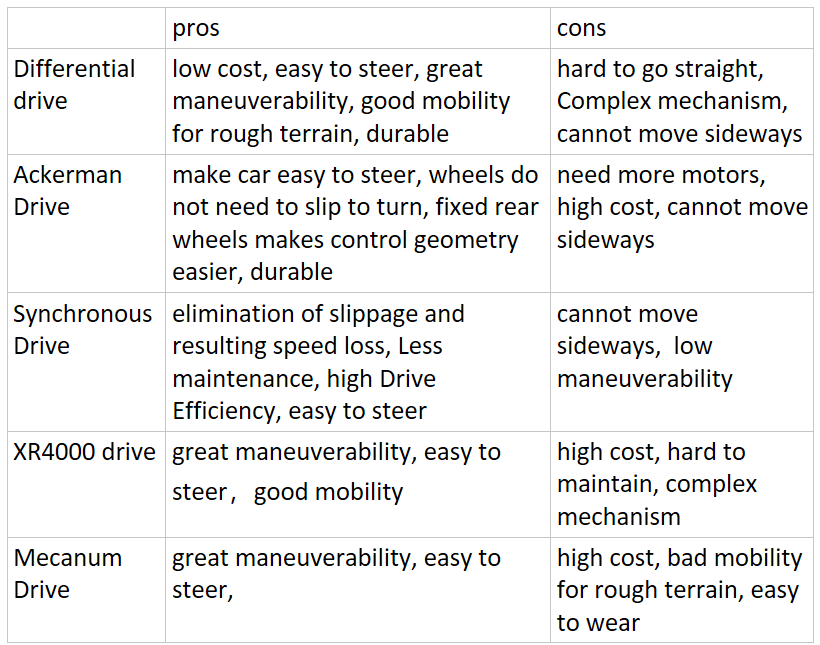 pros
cons
Differential
drive
low cost, easy to steer, great
maneuverability, good mobility
for rough terrain, durable
hard to go straight,
Complex mechanism,
cannot move sideways
Ackerman
Drive
make car easy to steer, wheels do
not need to slip to turn, fixed rear
wheels makes control geometry
easier, durable
need more motors,
high cost, cannot move
sideways
Synchronous
Drive
elimination of slippage and
resulting speed loss, Less
maintenance, high Drive
Efficiency, easy to steer
cannot move
sideways, low
maneuverability
XR4000 drive
great maneuverability, easy to
steer，good mobility
high cost, hard to
maintain, complex
mechanism
Mecanum
Drive
great maneuverability, easy to
steer,
high cost, bad mobility
for rough terrain, easy
to wear